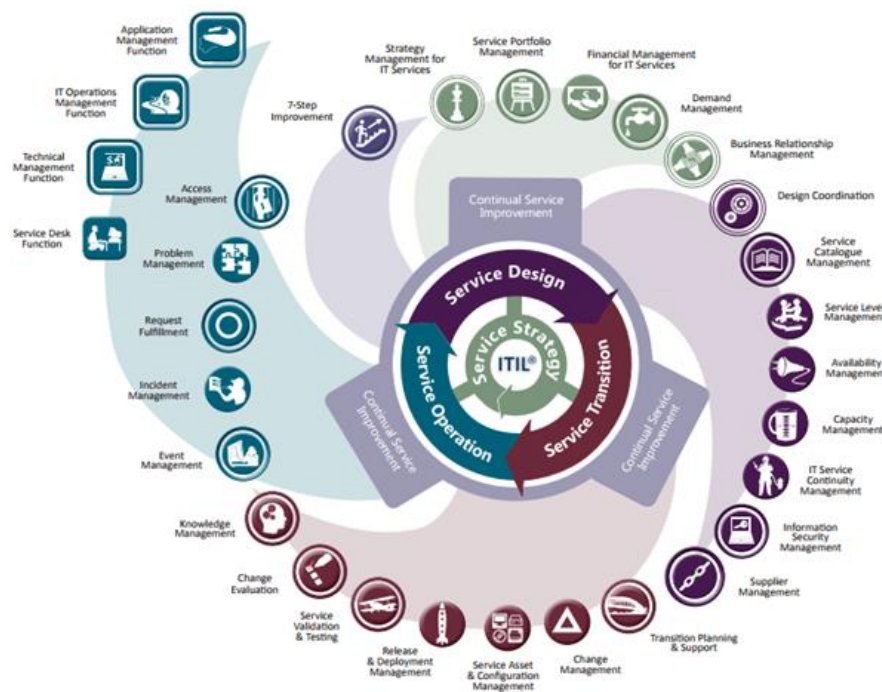 Application
Management
Function
IT Operations
Management
Function
Technical
Management
Function
Service Desk
Function
Access
Management
Problem
Management
Request
Fulfillment
Incident
Management
Event
Management
7-Step
Improvement
Strategy
Management for
IT Services
Service Portfolio
Management
Financial Management
for IT Services
Demand
Management
Business Relationship
Management
Design Coordination
Service
Catalogue
Management
Service Level
Management
Availability
Management
Capacity
Management
IT Service
Continuity
Management
Information
Security
Management
Supplier
Management
Continual Service
Improvement
Service Design
Service Strategy
ITIL®
Service Operation
Service Transition
Continual Service
Improvement
Continual Service
Improvement
Knowledge
Management
Change
Evaluation
Service
Validation
& Testing
Release
& Deployment
Management
Service Asset
& Configuration
Management
Change
Management
Transition Planning
& Support